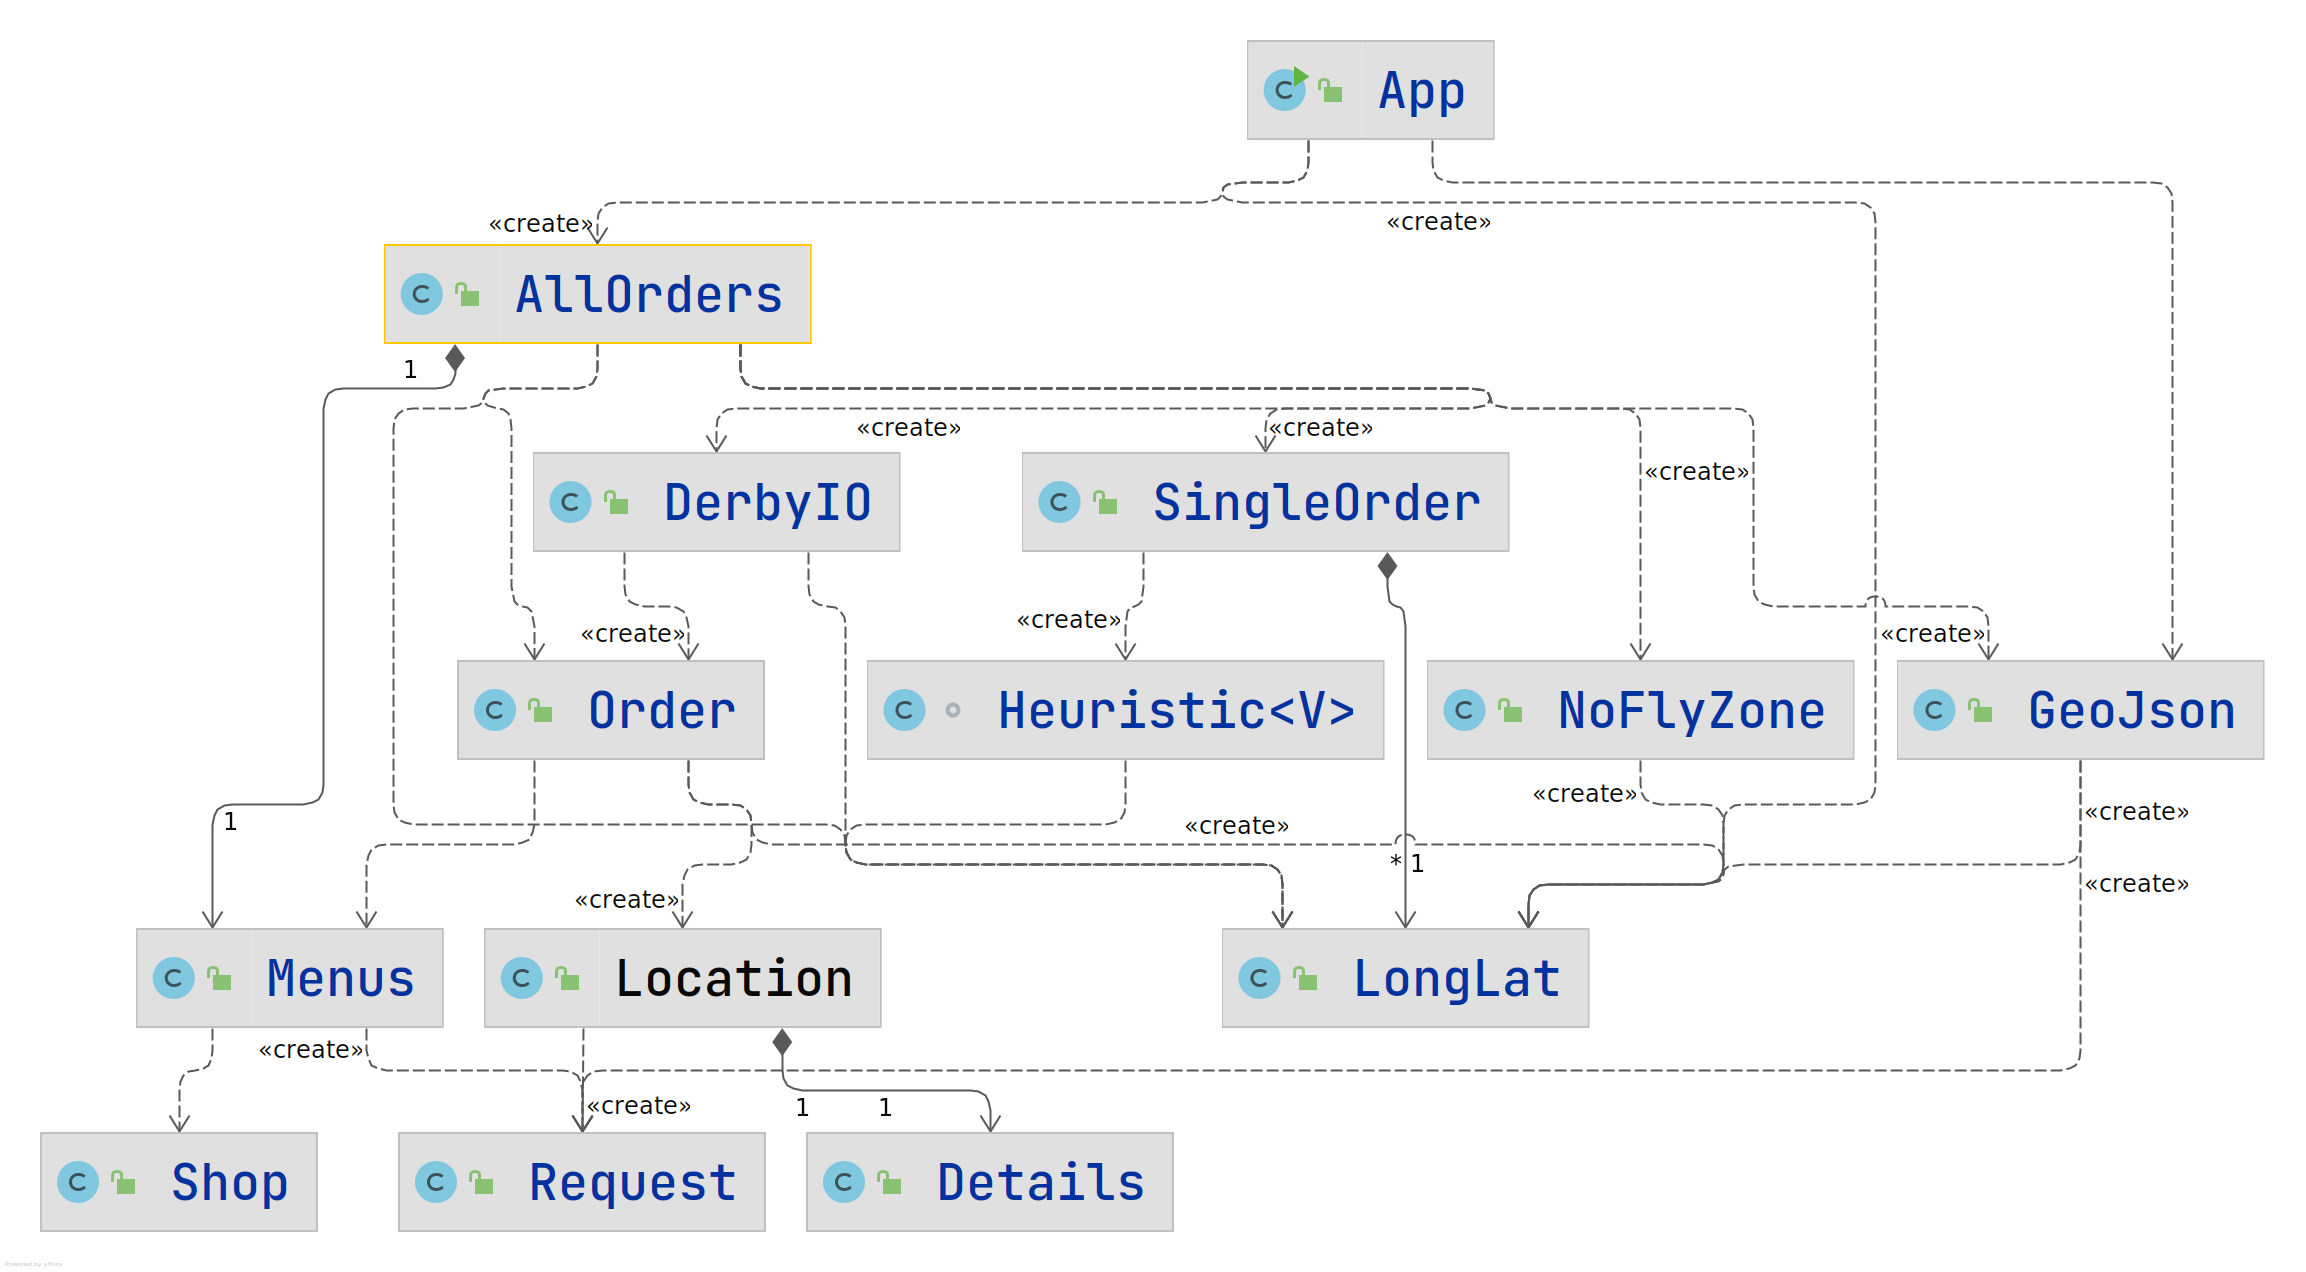 App
«create»
«create»
AllOrders
1
«create»
«create»
«create»
DerbyIO
SingleOrder
«create»
«create»
«create»
Order
Heuristic<V>
NoFlyZone
GeoJson
«create»
«create»
1
«create»
* 1
«create»
«create»
Menus
Location
LongLat
«create»
«create»
1
1
Shop
Request
Details
Powered by yFiles